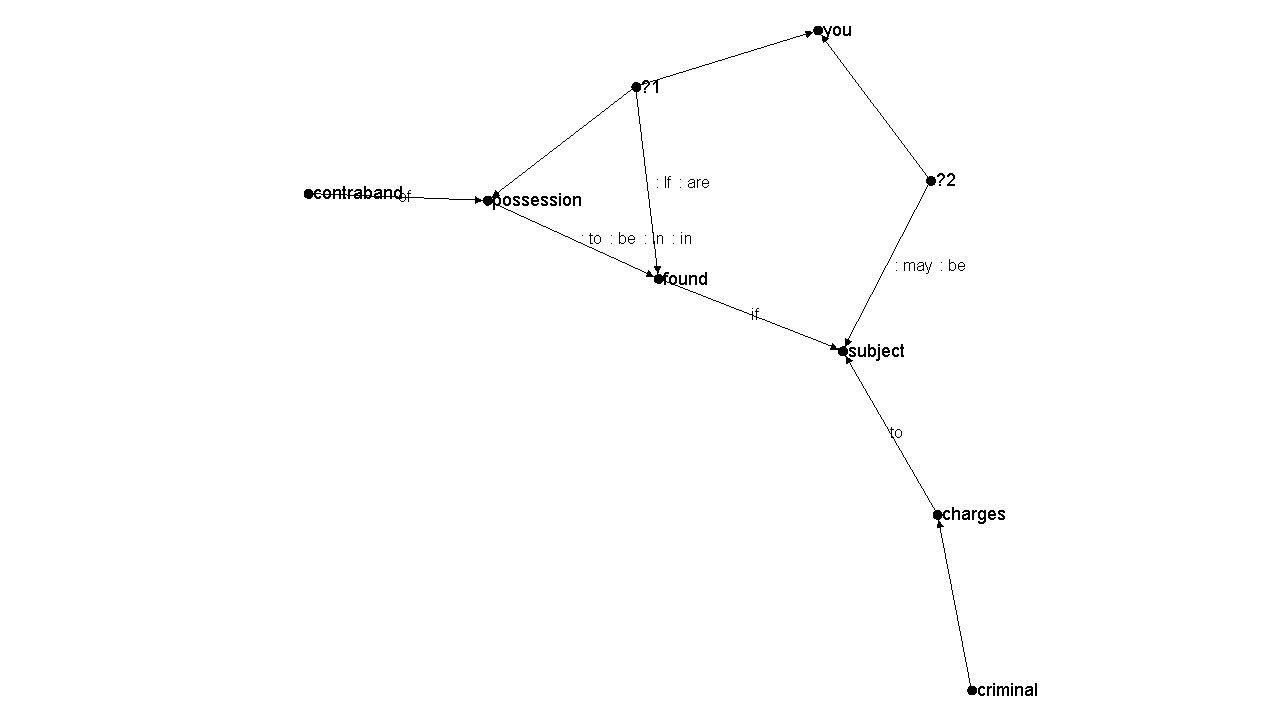 you
?1
?2
: If : are
contraband
of
possession
: to : be : In : in
: may : be
found
if
subject
to
charges
criminal